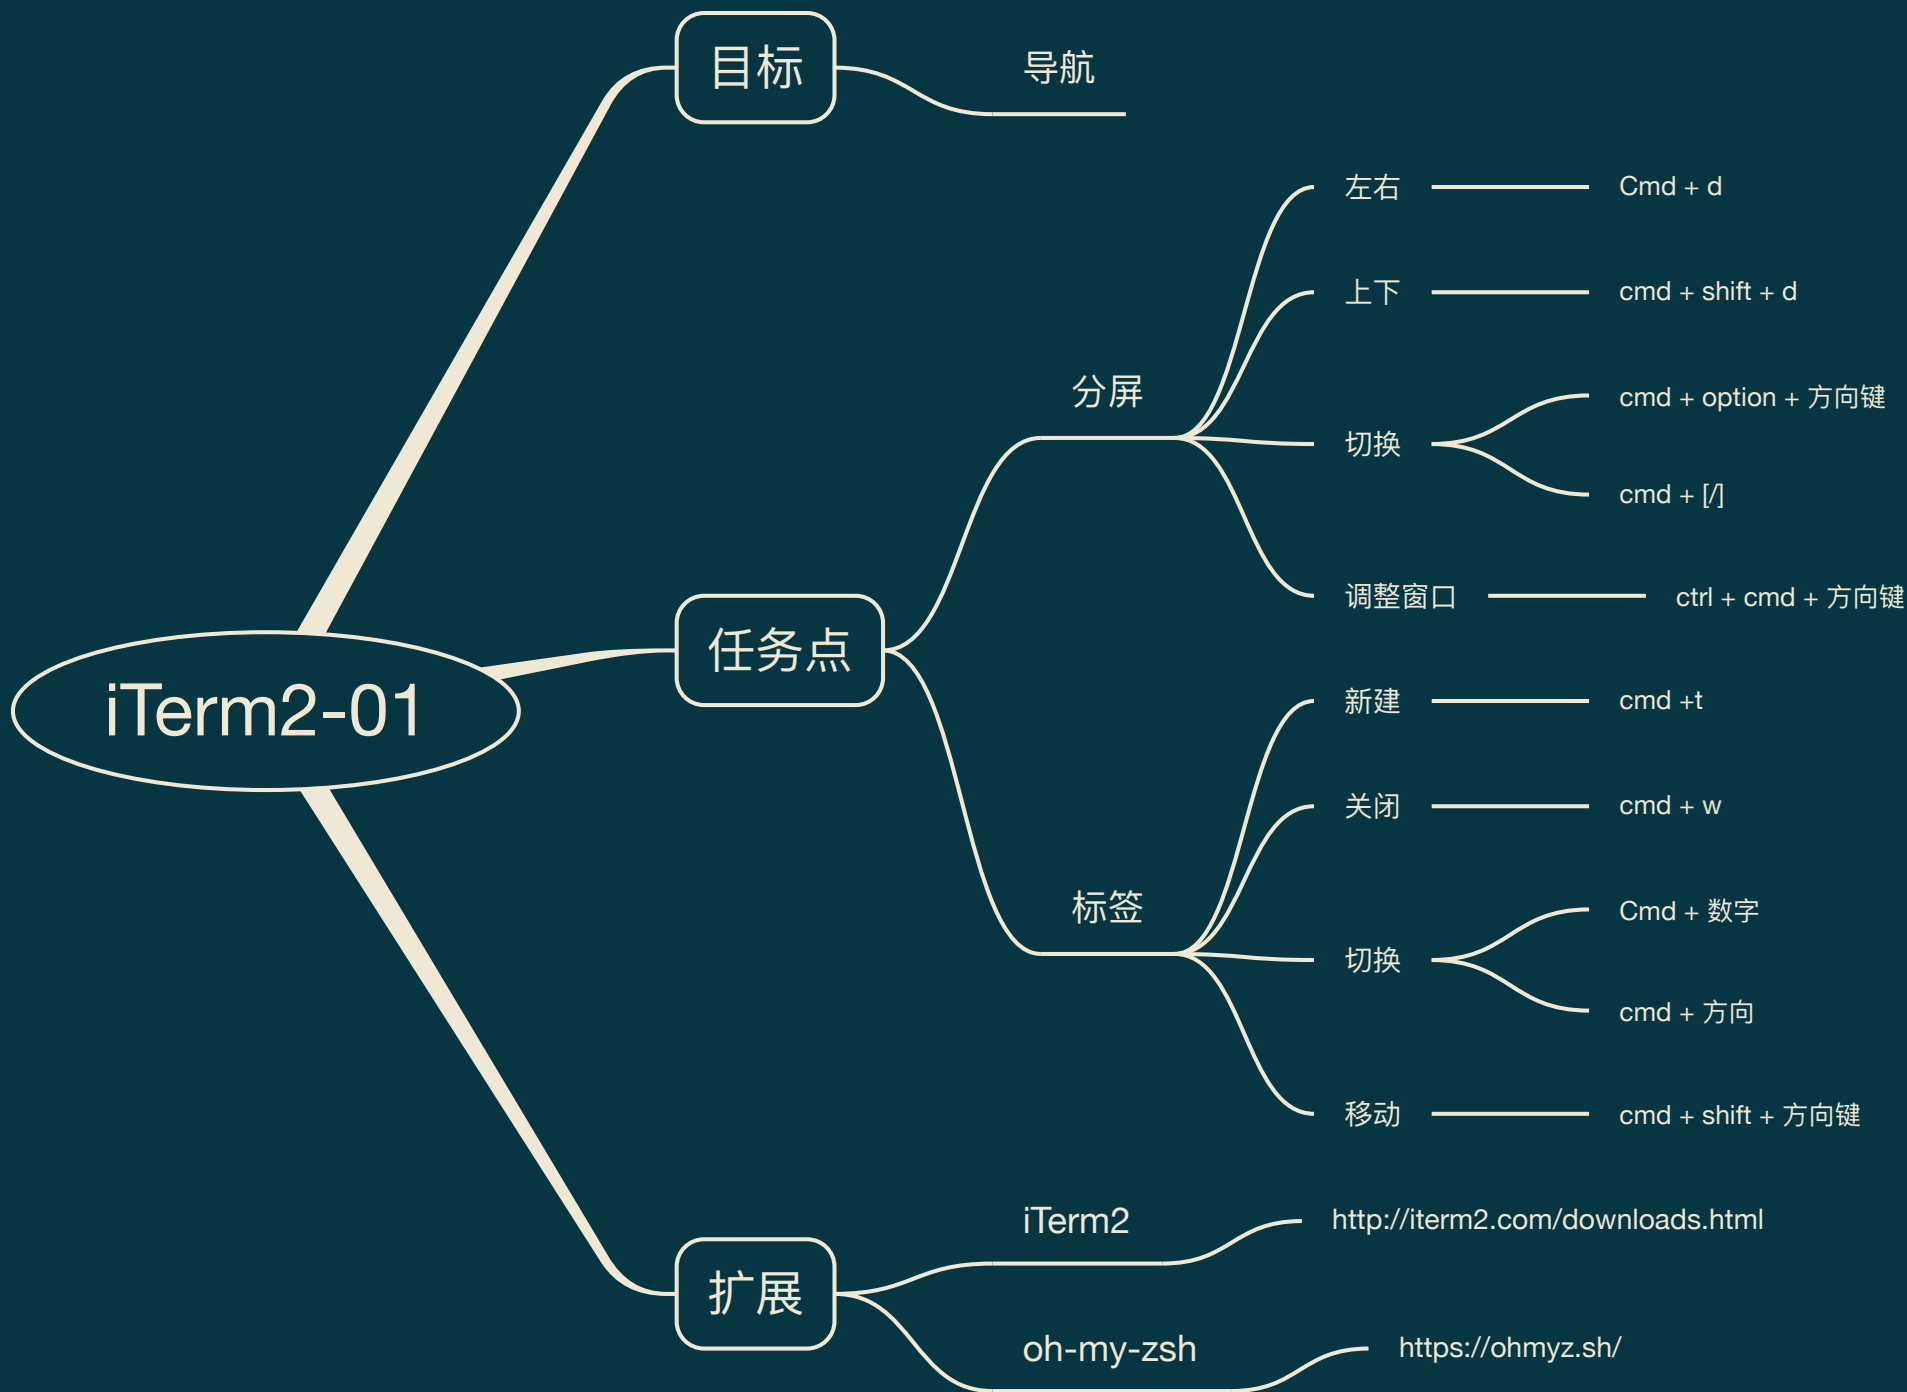 iTerm2-01
目标
导航
任务点
分屏
左右
Cmd + d
上下
cmd + shift + d
切换
cmd + option + 方向键
cmd + [/]
调整窗口
ctrl + cmd + 方向键
标签
新建
cmd +t
关闭
cmd + w
切换
Cmd + 数字
cmd + 方向
移动
cmd + shift + 方向键
扩展
iTerm2
http://iterm2.com/downloads.html
oh-my-zsh
https://ohmyz.sh/